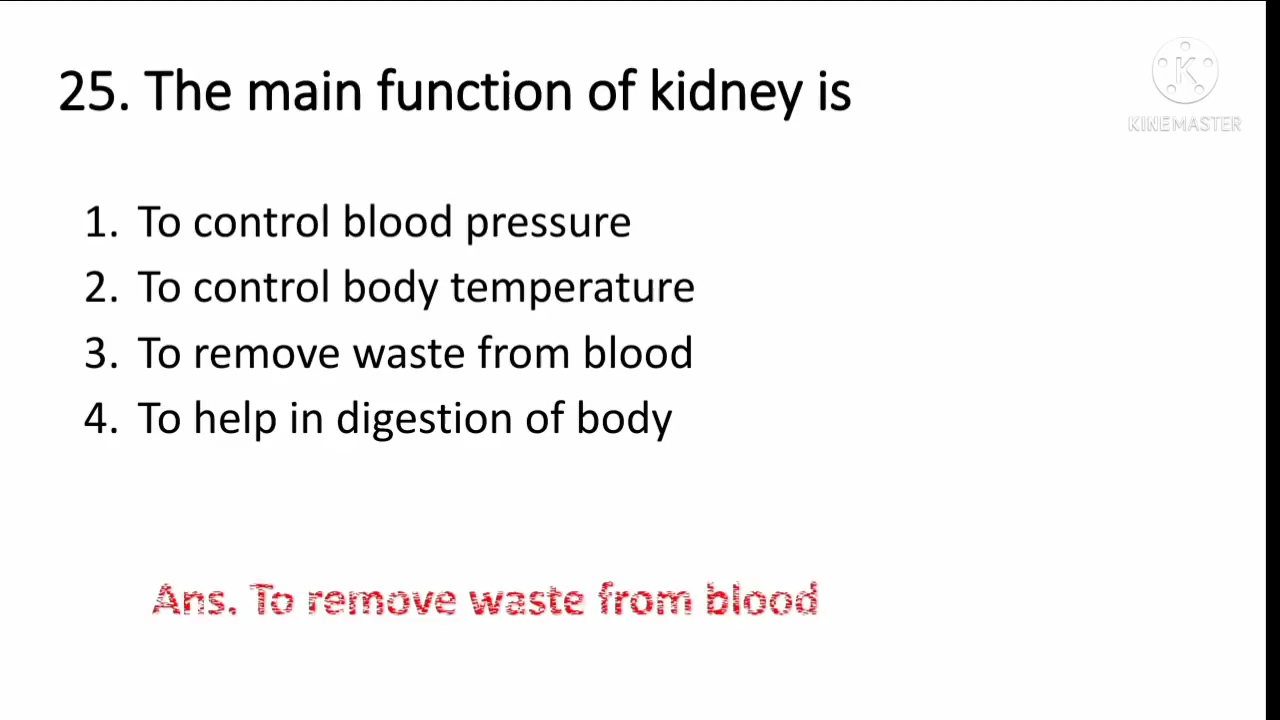 25. The main function of kidney is
K
KINEMASTER
1. To control blood pressure
2. To control body temperature
3. To remove waste from blood
4. To help in digestion of body
Ans. To remove waste from blood